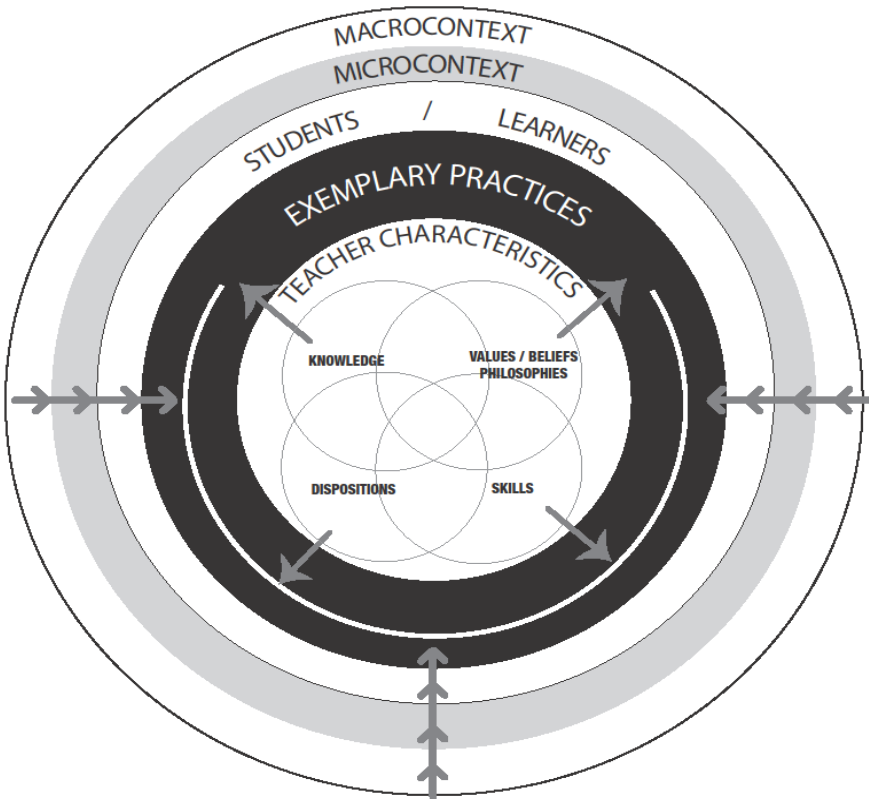 MACROCONTEXT
MICROCONTEXT
STUDENTS / LEARNERS
EXEMPLARY PRACTICES
TEACHER CHARACTERISTICS
KNOWLEDGE
VALUES / BELIEFS
PHILOSOPHIES
DISPOSITIONS
SKILLS